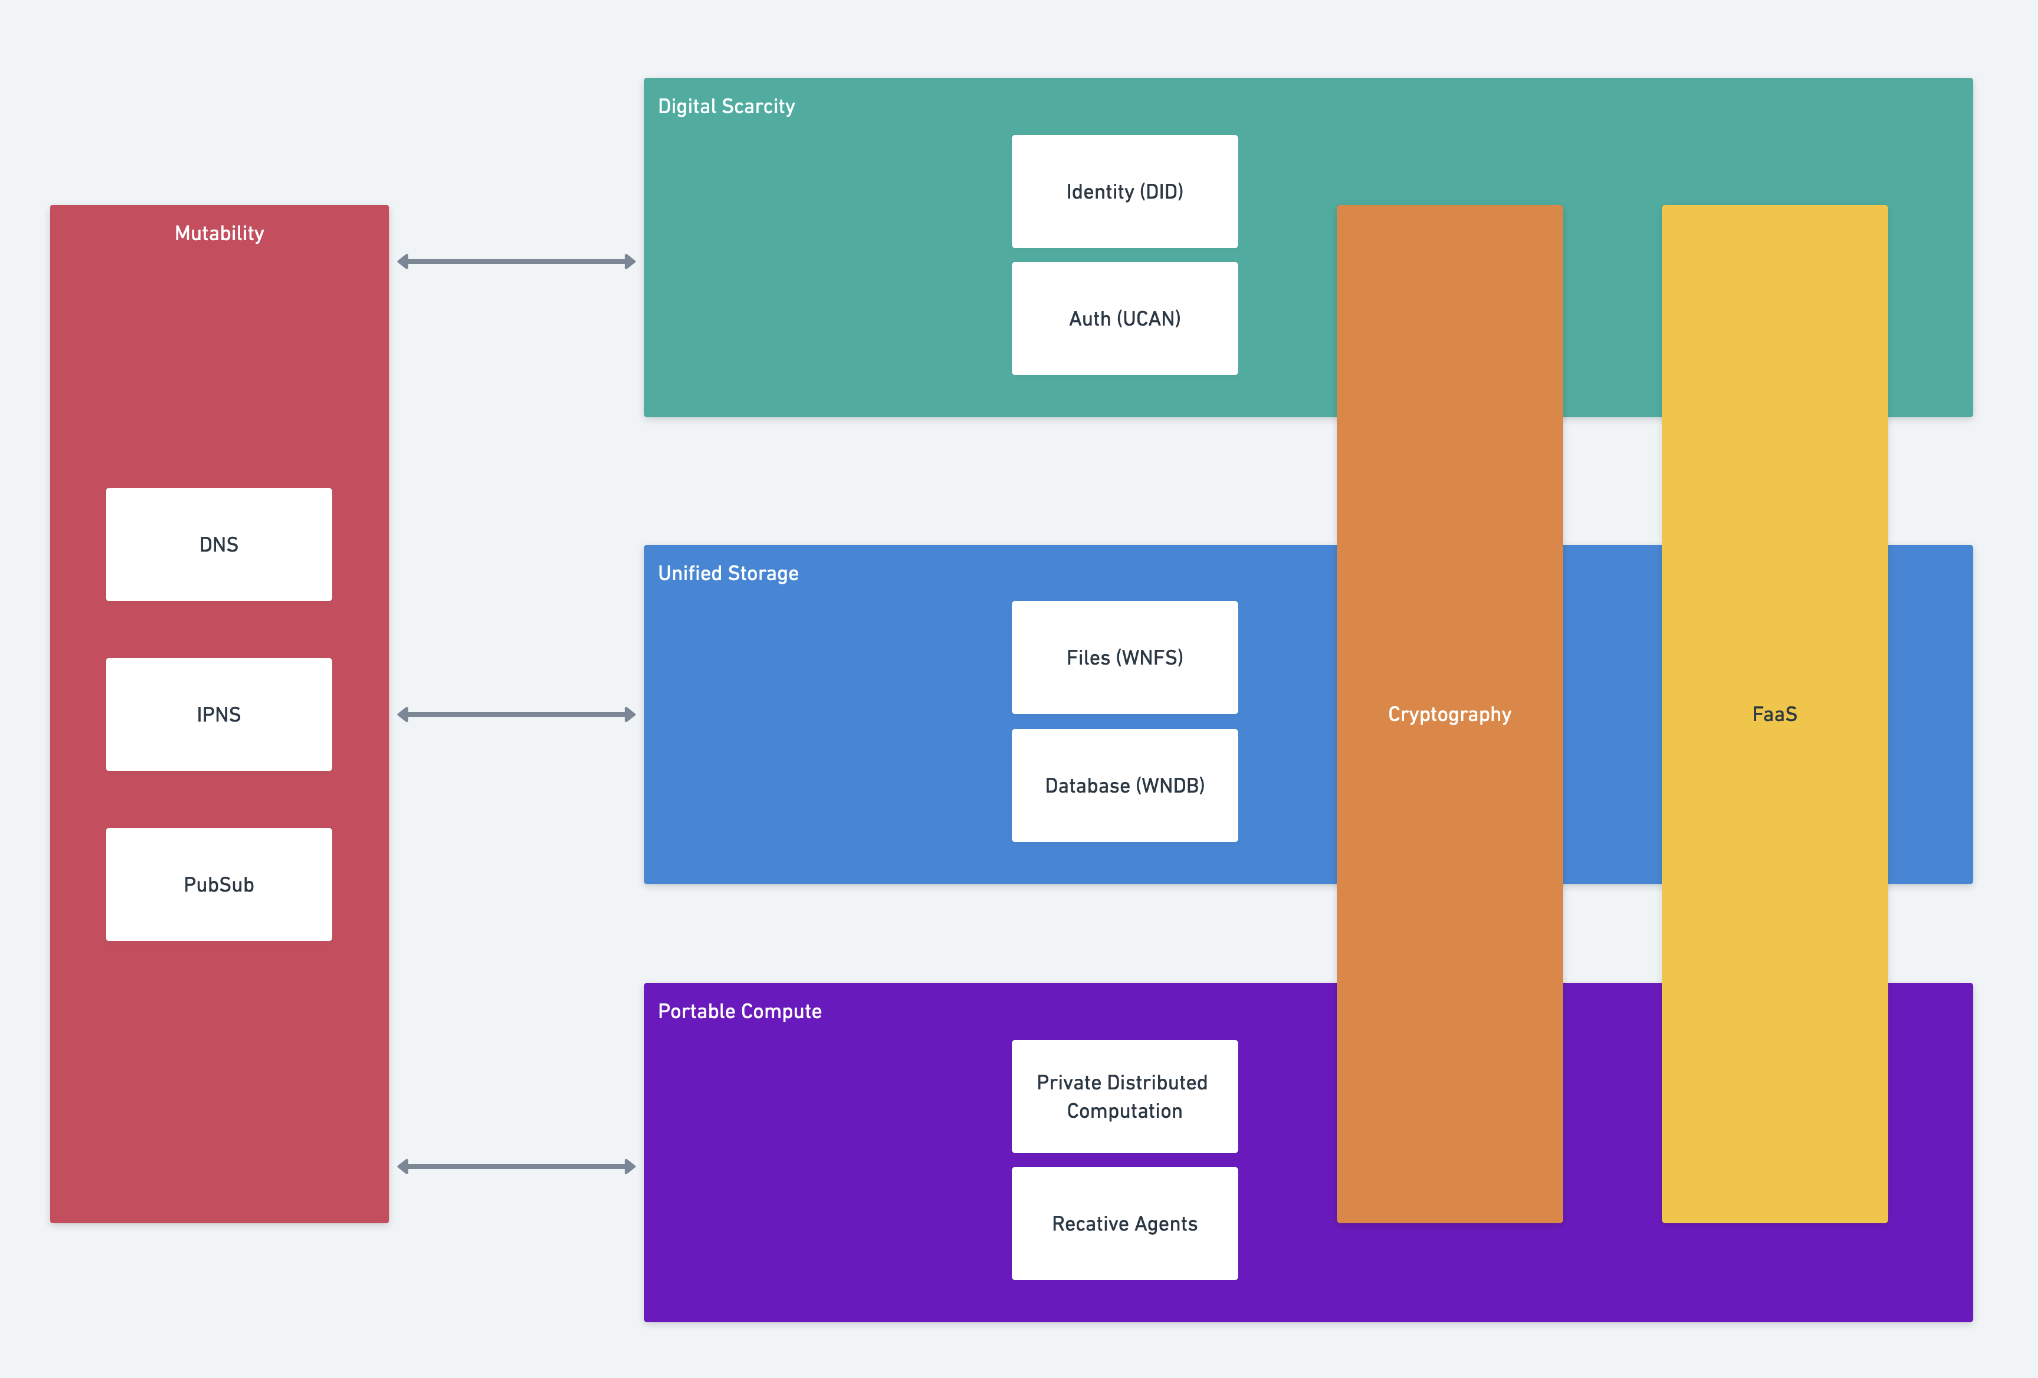 Mutability
DNS
IPNS
PubSub
Digital Scarcity
Identity (DID)
Auth (UCAN)
Unified Storage
Files (WNFS)
Database (WNDB)
Portable Compute
Private Distributed
Computation
Recative Agents
Cryptography
FaaS